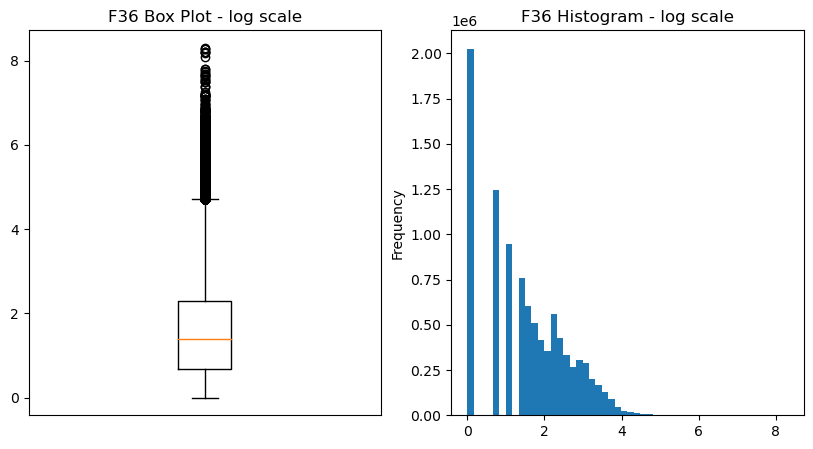 F36 Box Plot - log scale
8
6
4
2
0
F36 Histogram - log scale
1e6
2.00
1.75
1.50
1.25
1.00
0.75
0.50
0.25
0.00
Frequency
0 2 4 6 8